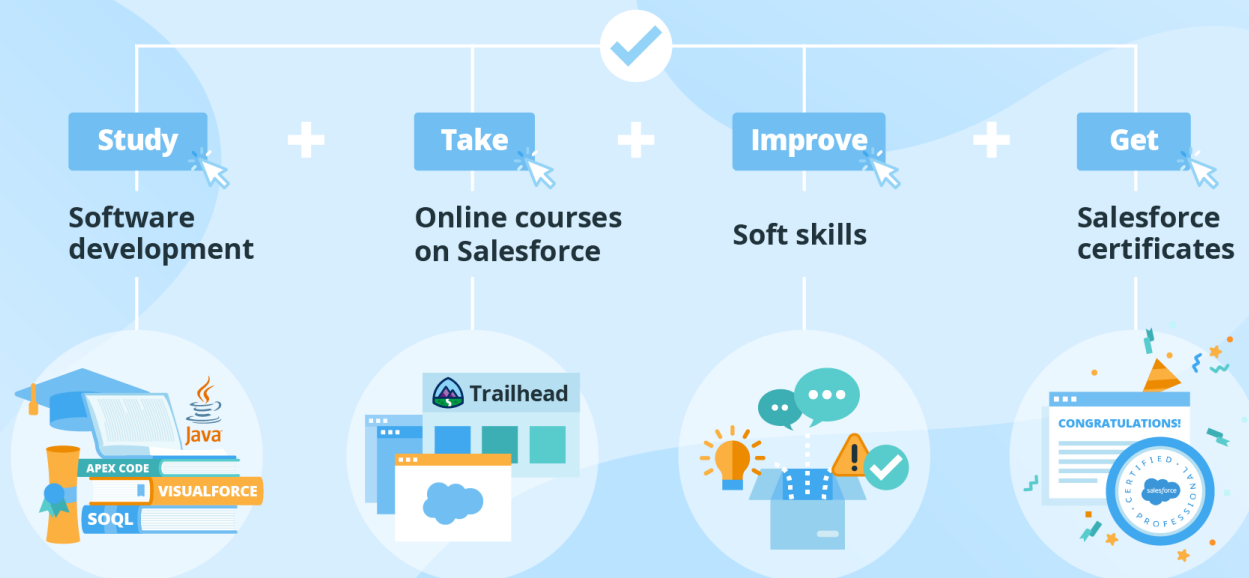 Study
Take
Improve
Get
Software
development
Online courses
on Salesforce
Soft skills
Salesforce
certificates
Java
APEX CODE
VISUALFORCE
SOQL
Trailhead
CONGRATULATIONS!
CERTIFIED
salesforce
PROFESSIONAL